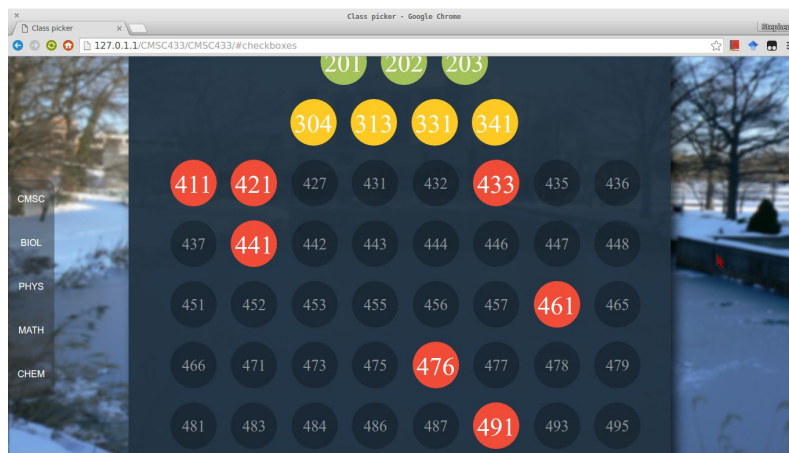 Class picker - Google Chrome
Class picker
Stephen
127.0.1.1/CMSC433/CMSC433/#checkboxes
201 202 203
304 313 331 341
411 421 427 431 432 433 435 436
CMSC
437 441 442 443 444 446 447 448
BIOL
PHYS
451 452 453 455 456 457 461 465
MATH
466 471 473 475 476 477 478 479
CHEM
481 483 484 486 487 491 493 495